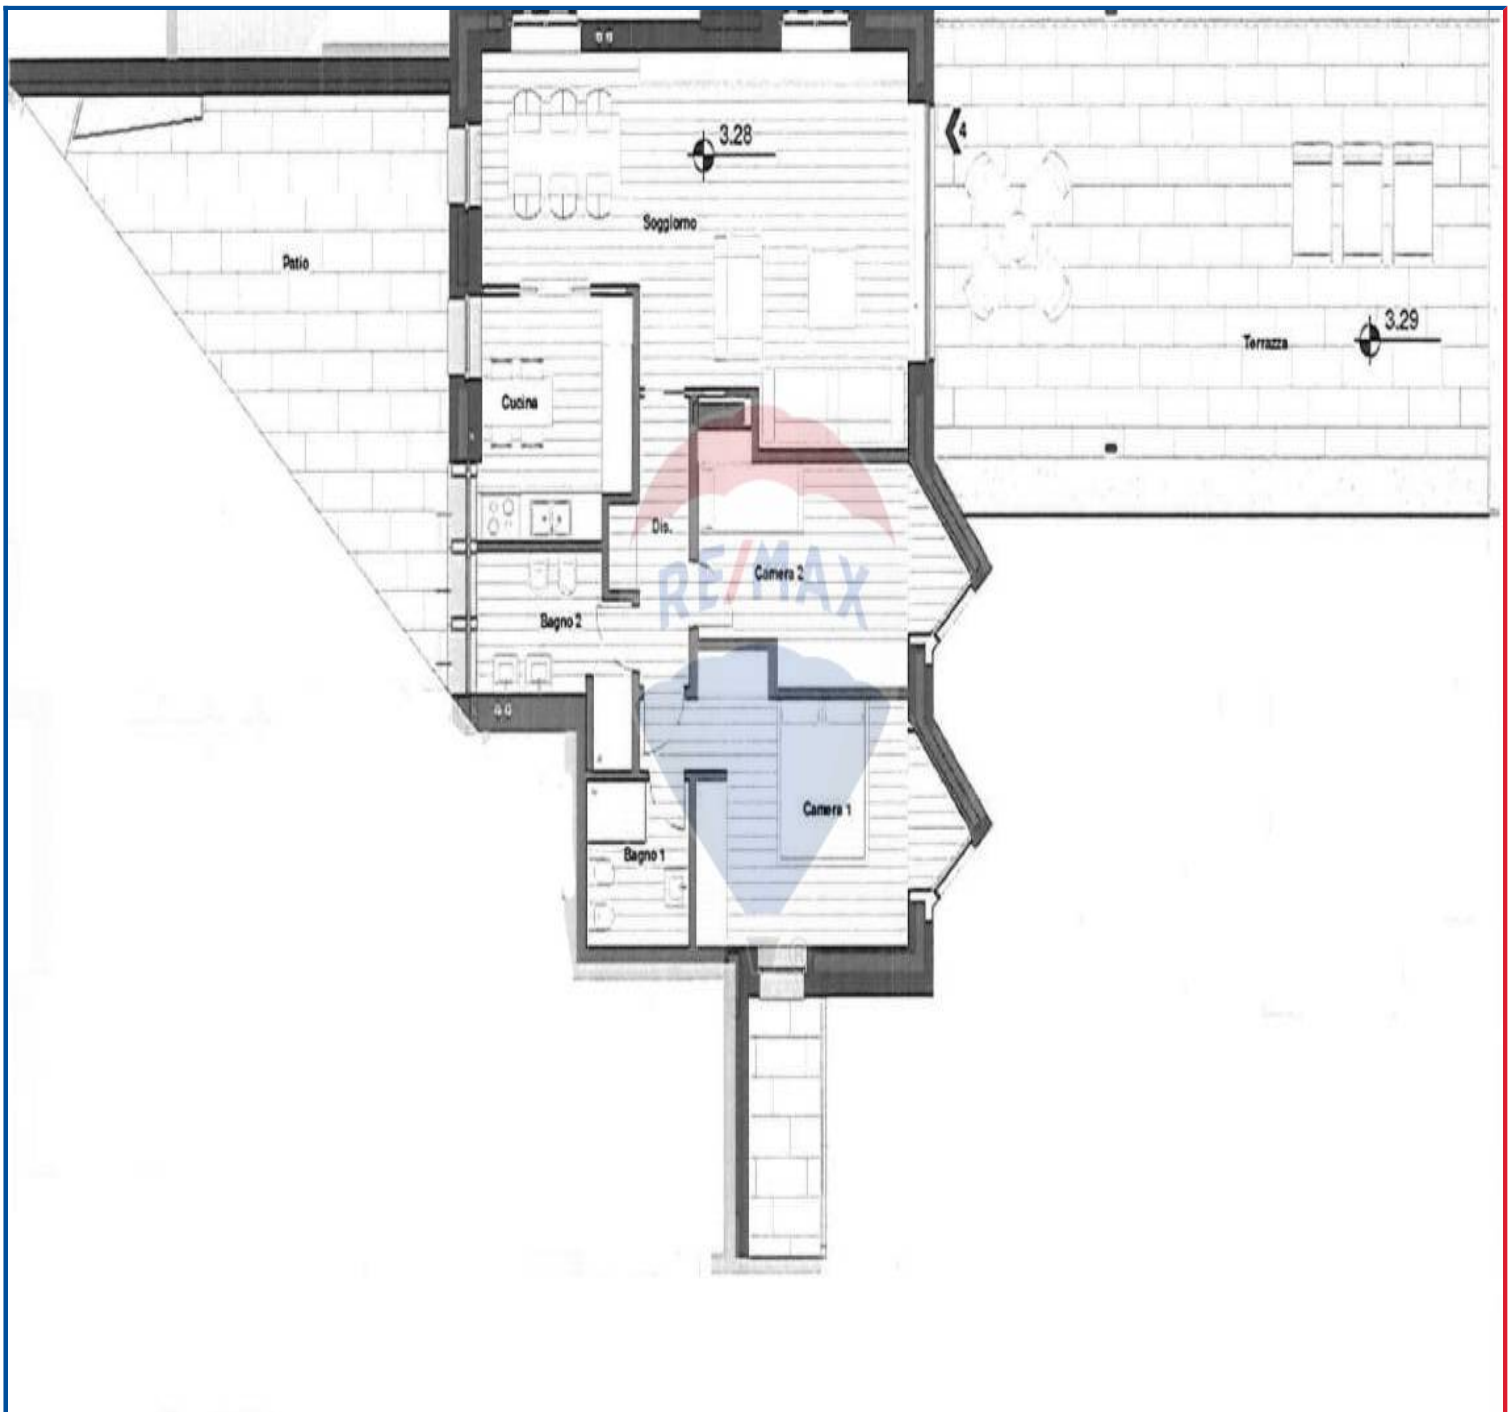 3.28
4
Soggiorno
Patio
3.29
Terrazza
Cucina
Dis.
Camera 2
RE/MAX
Bagno 2
Camera 1
Bagno 1
R